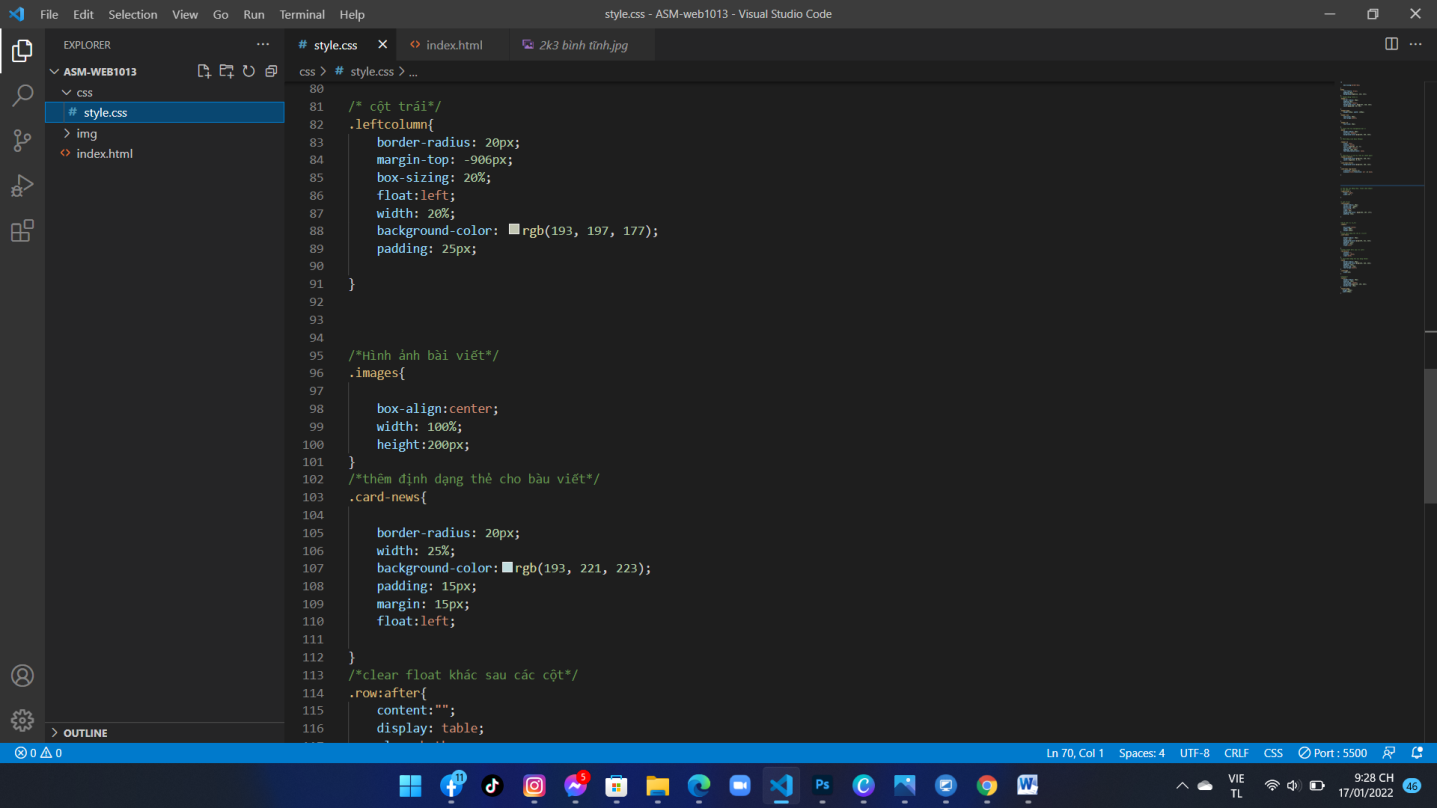 File Edit Selection View Go Run Terminal Help
style.css - ASM-web1013 - Visual Studio Code
EXPLORER
style.css
index.html
2k3 bình tĩnh.jpg
ASM-WEB1013
css
style.css
img
index.html
css > # style.css > ...
80
81 /* cột trái*/
82 .leftcolumn{
83 border-radius: 20px;
84 margin-top: -906px;
85 box-sizing: 20%;
86 float:left;
87 width: 20%;
88 background-color: rgb(193, 197, 177);
89 padding: 25px;
90
91 }
92
93
94
95 /*Hình ảnh bài viết*/
96 .images{
97
98 box-align:center;
99 width: 100%;
100 height:200px;
101 }
102 /*thêm định dạng thẻ cho bàu viết*/
103 .card-news{
104
105 border-radius: 20px;
106 width: 25%;
107 background-color: rgb(193, 221, 223);
108 padding: 15px;
109 margin: 15px;
110 float:left;
111
112 }
113 /*clear float khác sau các cột*/
114 .row:after{
115 content:"";
116 display: table;
OUTLINE
0 0
Ln 70, Col 1 Spaces: 4 UTF-8 CRLF CSS Port : 5500
11
5
Ps
VIE
TL
9:28 CH
17/01/2022
46